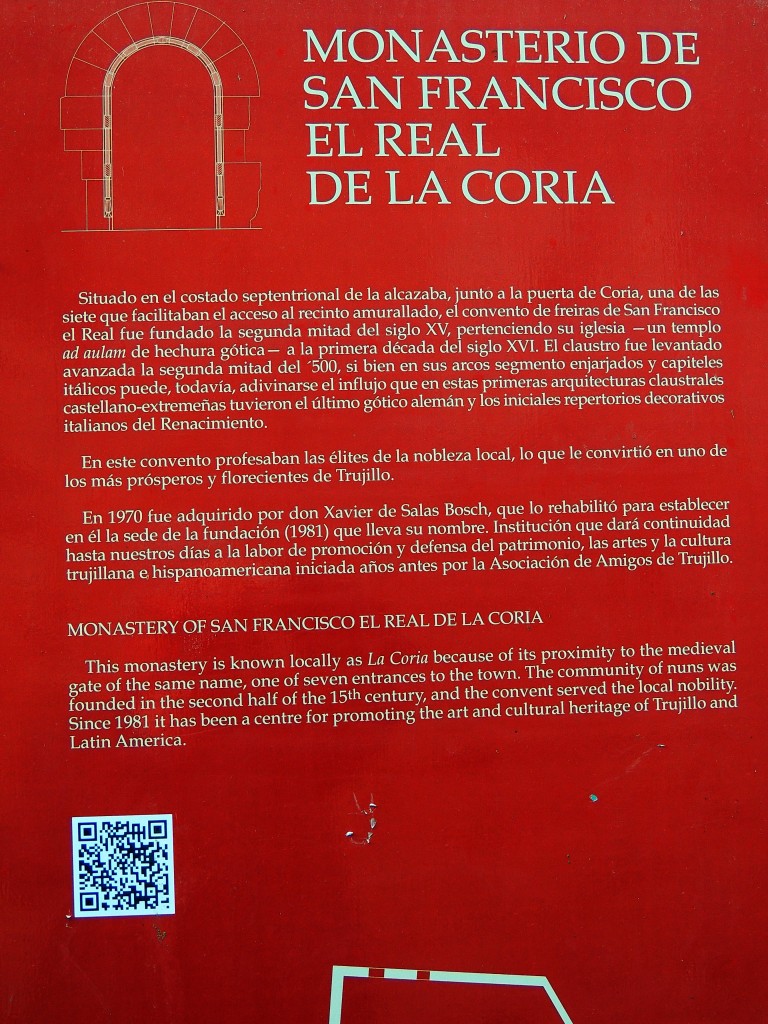 MONASTERIO DE
SAN FRANCISCO
EL REAL
DE LA CORIA
Situado en el costado septentrional de la alcazaba, junto a la puerta de Coria, una de las
siete que facilitaban el acceso al recinto amurallado, el convento de freiras de San Francisco
el Real fue fundado la segunda mitad del siglo XV, pertenciendo su iglesia —un templo
ad aulam de hechura gótica— a la primera década del siglo XVI. El claustro fue levantado
avanzada la segunda mitad del ´500, si bien en sus arcos segmento enjarjados y capiteles
itálicos puede, todavía, adivinarse el influjo que en estas primeras arquitecturas claustrales
castellano-extremeñas tuvieron el último gótico alemán y los iniciales repertorios decorativos
italianos del Renacimiento.
En este convento profesaban las élites de la nobleza local, lo que le convirtió en uno de
los más prósperos y florecientes de Trujillo.
En 1970 fue adquirido por don Xavier de Salas Bosch, que lo rehabilitó para establecer
en él la sede de la fundación (1981) que lleva su nombre. Institución que dará continuidad
hasta nuestros días a la labor de promoción y defensa del patrimonio, las artes y la cultura
trujillana e hispanoamericana iniciada años antes por la Asociación de Amigos de Trujillo.
MONASTERY OF SAN FRANCISCO EL REAL DE LA CORIA
This monastery is known locally as La Coria because of its proximity to the medieval
gate of the same name, one of seven entrances to the town. The community of nuns was
founded in the second half of the 15th century, and the convent served the local nobility.
Since 1981 it has been a centre for promoting the art and cultural heritage of Trujillo and
Latin America.